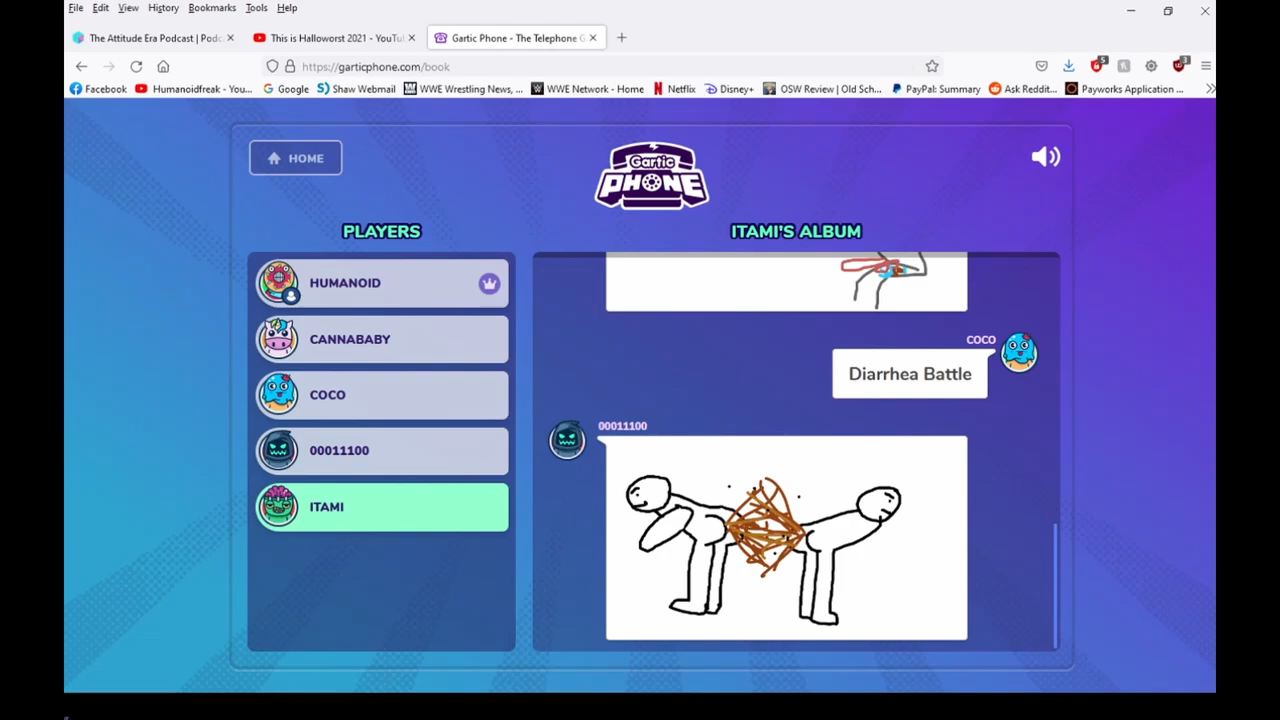 File Edit View History Bookmarks Tools Help
The Attitude Era Podcast | Podc
This is Halloworst 2021 - YouTu
Gartic Phone - The Telephone G
https://garticphone.com/book
Facebook
Humanoidfreak - You...
Google
Shaw Webmail
WWE Wrestling News, ...
WWE Network - Home
Netflix
Disney+
OSW Review | Old Sch...
PayPal: Summary
Ask Reddit...
Payworks Application ...
5
3
HOME
Gartic
PHONE
PLAYERS
HUMANOID
CANNABABY
COCO
00011100
ITAMI
ITAMI'S ALBUM
COCO
Diarrhea Battle
00011100